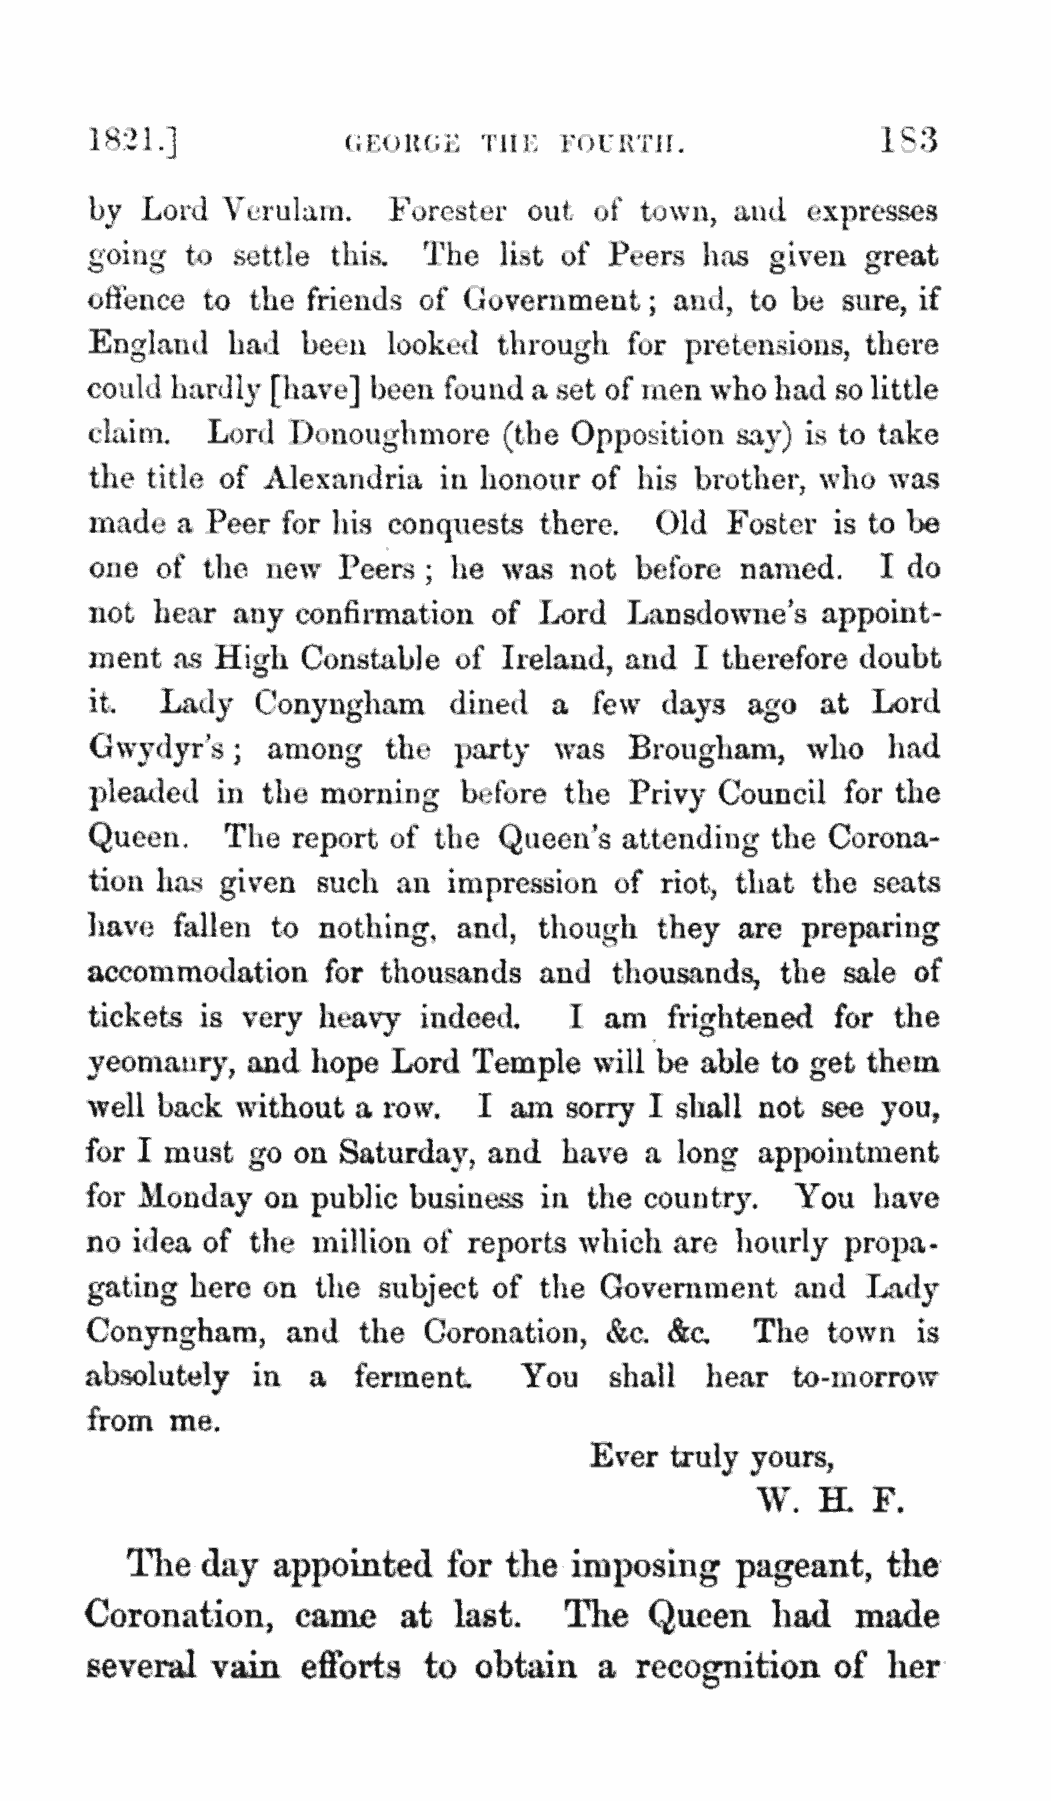 1821.] GEORGE THE FOURTH. 183
by Lord Verulam. Forester out of town, and expresses
going to settle this. The list of Peers has given great
offence to the friends of Government; and, to be sure, if
England had been looked through for pretensions, there
could hardly [have] been found a set of men who had so little
claim. Lord Donoughmore (the Opposition say) is to take
the title of Alexandria in honour of his brother, who was
made a Peer for his conquests there. Old Foster is to be
one of the new Peers; he was not before named. I do
not hear any confirmation of Lord Lansdowne's appoint-
ment as High Constable of Ireland, and I therefore doubt
it. Lady Conyngham dined a few days ago at Lord
Gwydyr's; among the party was Brougham, who had
pleaded in the morning before the Privy Council for the
Queen. The report of the Queen's attending the Corona-
tion has given such an impression of riot, that the seats
have fallen to nothing, and, though they are preparing
accommodation for thousands and thousands, the sale of
tickets is very heavy indeed. I am frightened for the
yeomanry, and hope Lord Temple will be able to get them
well back without a row. I am sorry I shall not see you,
for I must go on Saturday, and have a long appointment
for Monday on public business in the country. You have
no idea of the million of reports which are hourly propa-
gating here on the subject of the Government and Lady
Conyngham, and the Coronation, &c. &c. The town is
absolutely in a ferment. You shall hear to-morrow
from me.
Ever truly yours,
W. H. F.
The day appointed for the imposing pageant, the
Coronation, came at last. The Queen had made
several vain efforts to obtain a recognition of her